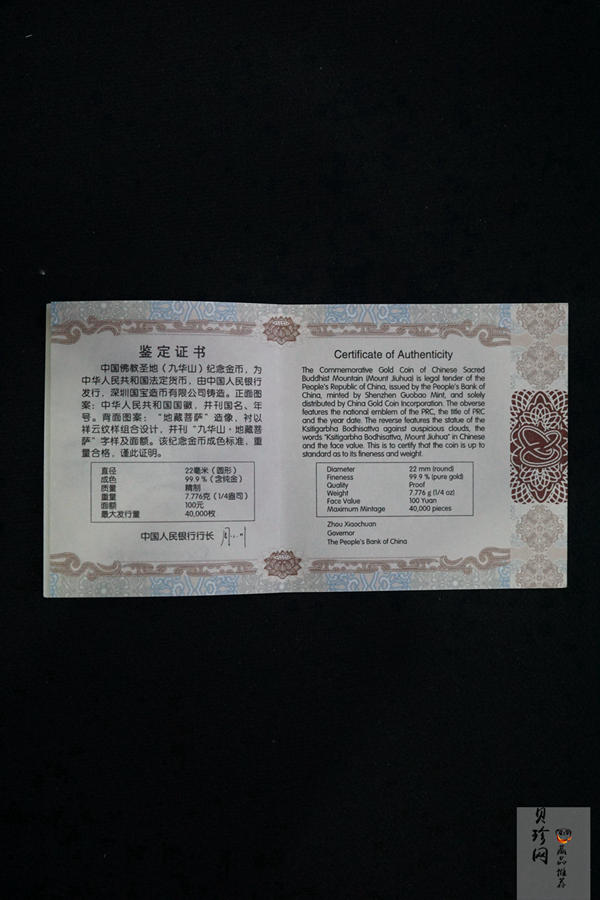 鉴定证书
中国佛教圣地（九华山）纪念金币，为
中华人民共和国法定货币，由中国人民银行
发行，深圳国宝造币有限公司铸造。正面图
案：中华人民共和国国徽，并刊国名、年
号。背面图案：“地藏菩萨”造像，衬以
祥云纹样组合设计，并刊“九华山·地藏菩
萨”字样及面额。该纪念金币成色标准，重
量合格，谨此证明。
直径 22毫米（圆形）
成色 99.9％（含纯金）
质量 精制
重量 7.776克（1/4盎司）
面额 100元
最大发行量 40,000枚
中国人民银行行长
Certificate of Authenticity
The Commemorative Gold Coin of Chinese Sacred
Buddhist Mountain (Mount Jiuhua) is legal tender of the
People's Republic of China, issued by the People's Bank of
China, minted by Shenzhen Guobao Mint, and solely
distributed by China Gold Coin Incorporation. The obverse
features the national emblem of the PRC, the title of PRC
and the year date. The reverse features the statue of the
Ksitigarbha Bodhisattva against auspicious clouds, the
words "Ksitigarbha Bodhisattva, Mount Jiuhua" in Chinese
and the face value. This is to certify that the coin is up to
standard as to its fineness and weight.
Diameter 22 mm (round)
Fineness 99.9 % (pure gold)
Quality Proof
Weight 7.776 g (1/4 oz)
Face Value 100 Yuan
Maximum Mintage 40,000 pieces
Zhou Xiaochuan
Governor
The People's Bank of China
贝珍网
藏品推荐